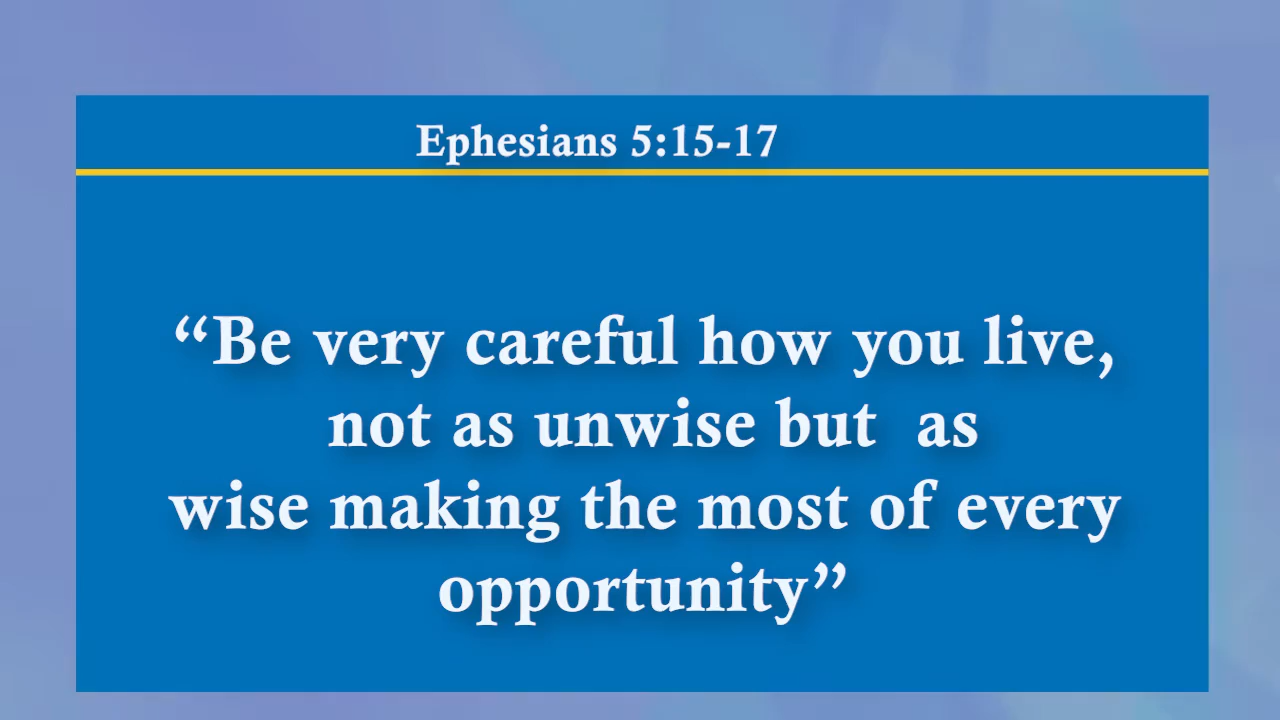 Ephesians 5:15-17
“Be very careful how you live,
not as unwise but  as
wise making the most of every
opportunity”